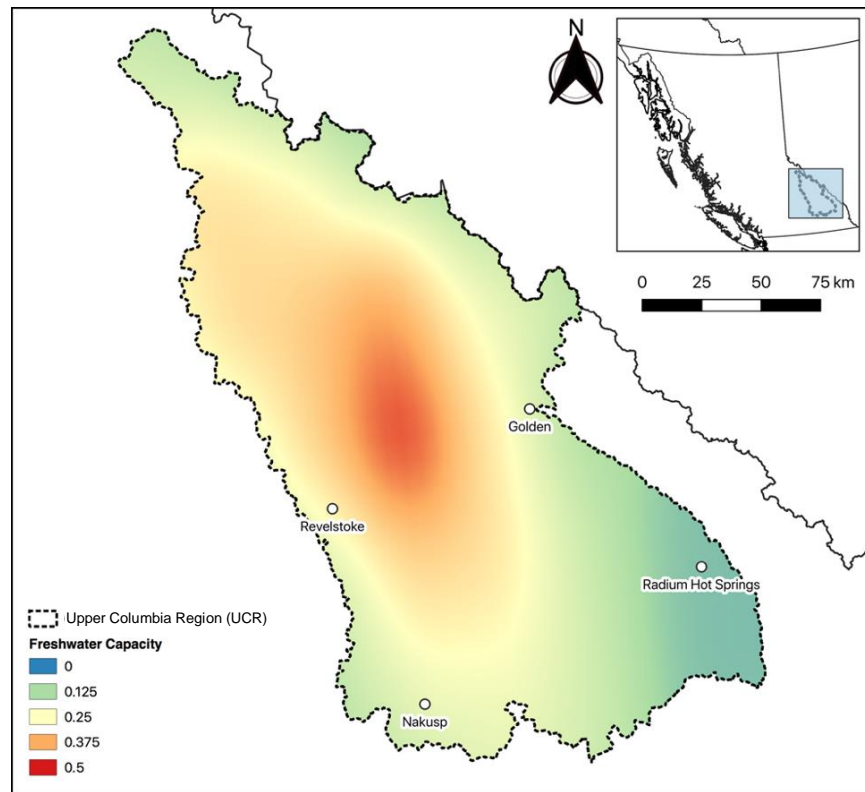 N
0 25 50 75 km
Golden
Revelstoke
Radium Hot Springs
Nakusp
Upper Columbia Region (UCR)
Freshwater Capacity
0
0.125
0.25
0.375
0.5